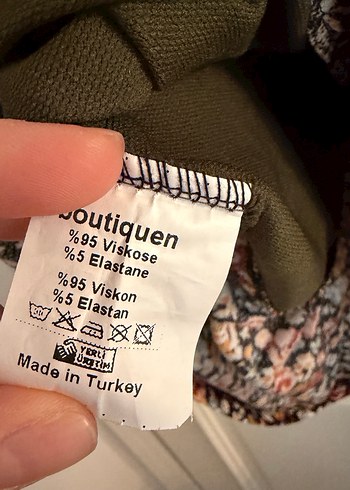 boutiquen
%95 Viskose
%5 Elastane
%95 Viskon
%5 Elastan
YERLİ
ÜRETİM
Made in Turkey